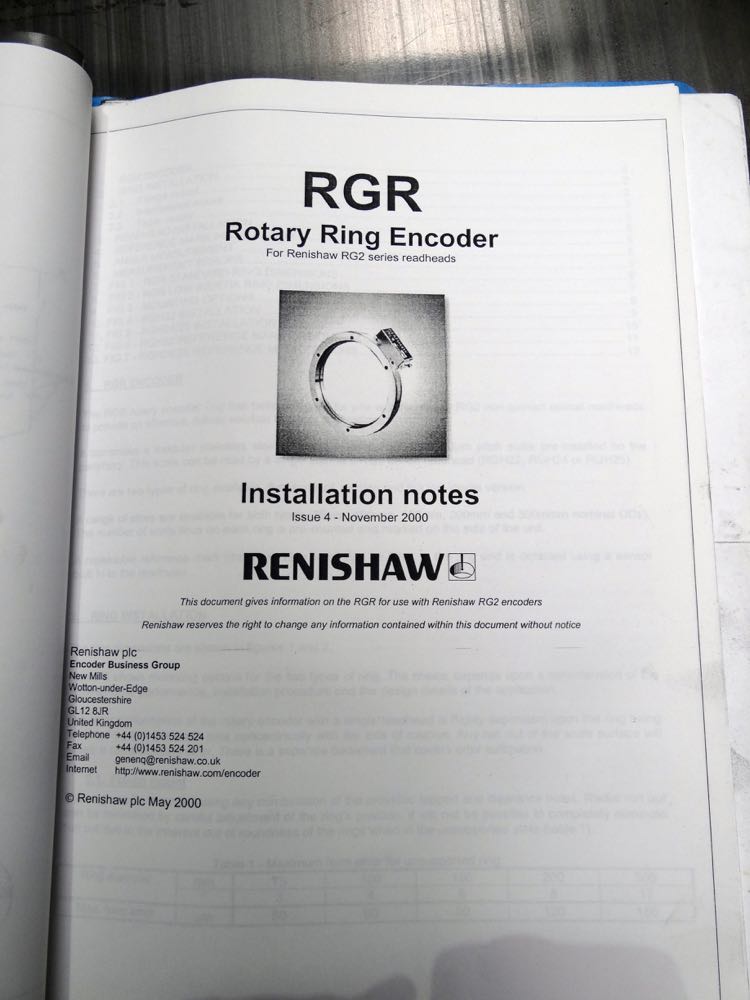 RGR
Rotary Ring Encoder
For Renishaw RG2 series readheads
Installation notes
Issue 4 - November 2000
RENISHAW
This document gives information on the RGR for use with Renishaw RG2 encoders
Renishaw reserves the right to change any information contained within this document without notice
Renishaw plc
Encoder Business Group
New Mills
Wotton-under-Edge
Gloucestershire
GL12 8JR
United Kingdom
Telephone +44 (0)1453 524 524
Fax +44 (0)1453 524 201
Email genenq@renishaw.co.uk
Internet http://www.renishaw.com/encoder
© Renishaw plc May 2000